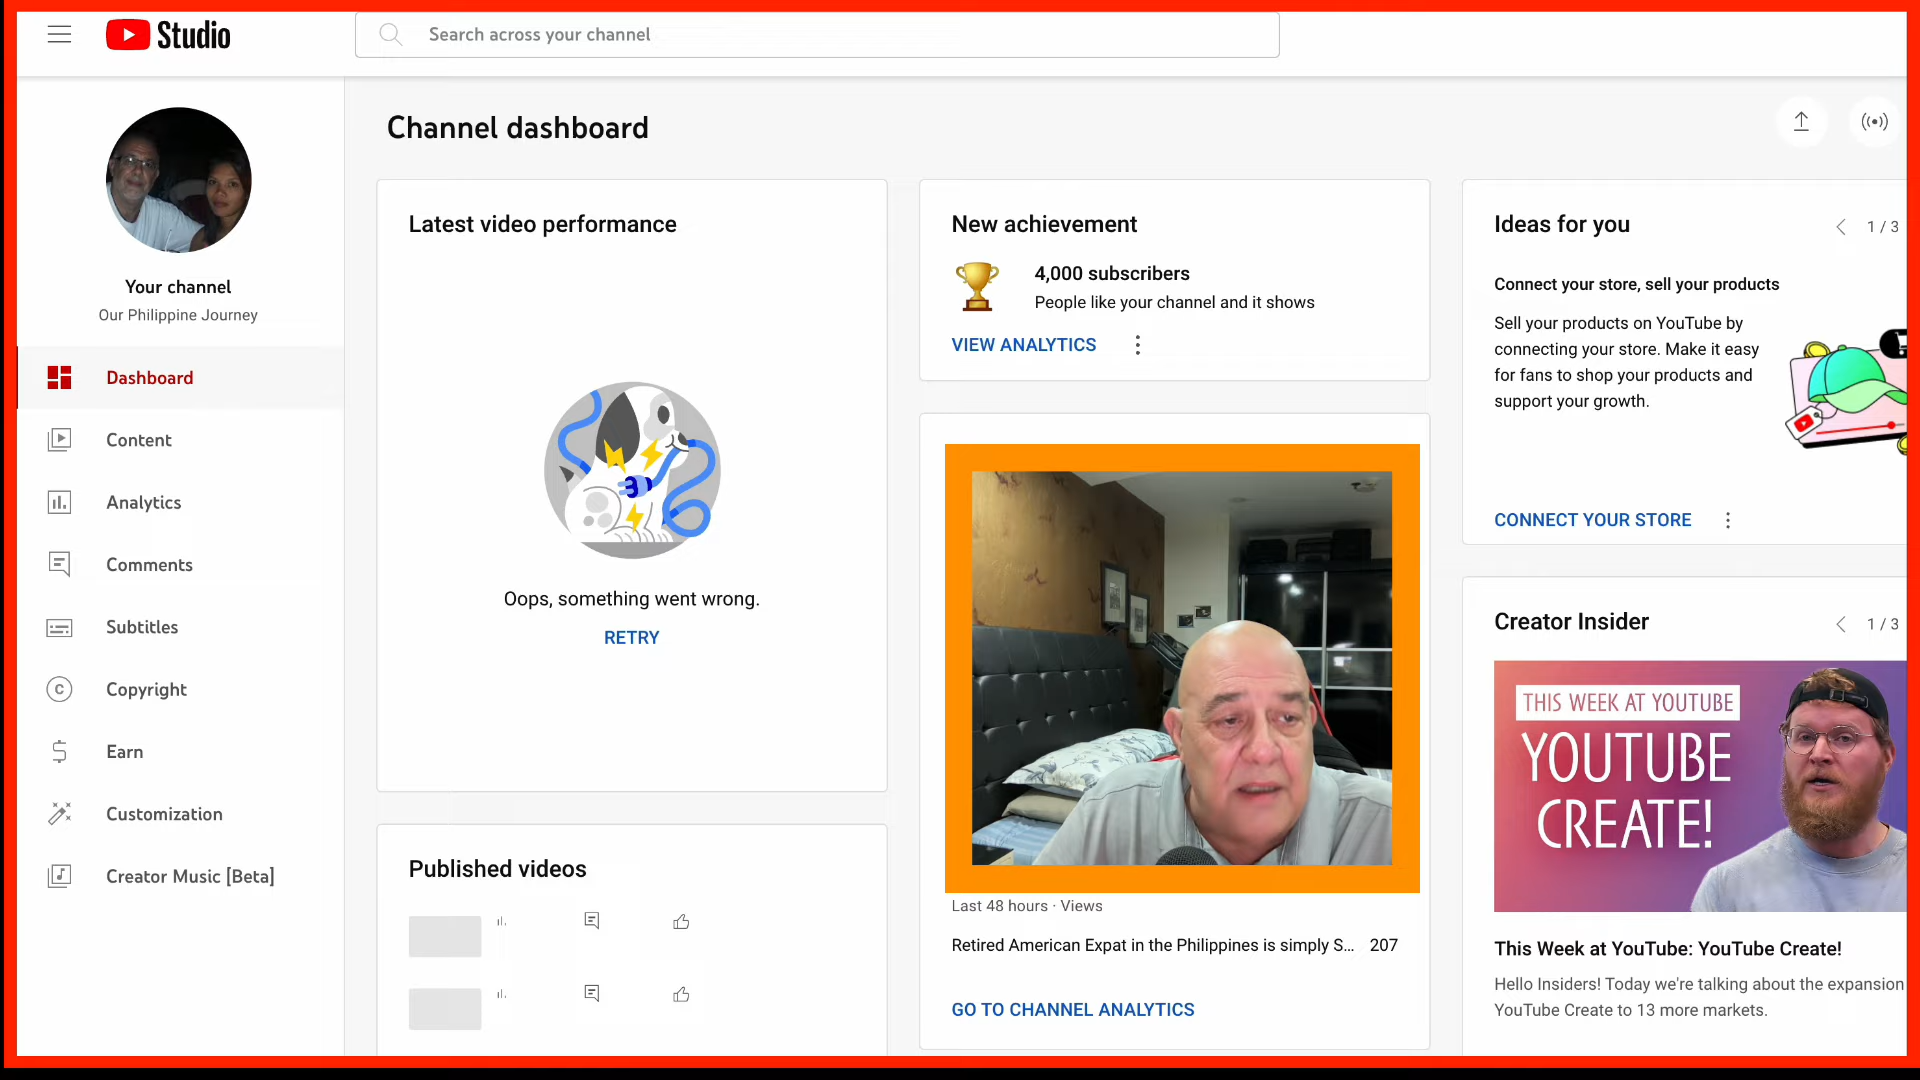 Studio
Search across your channel
Your channel
Our Philippine Journey
Dashboard
Content
Analytics
Comments
Subtitles
Copyright
Earn
Customization
Creator Music [Beta]
Channel dashboard
Latest video performance
Oops, something went wrong.
RETRY
Published videos
New achievement
4,000 subscribers
People like your channel and it shows
VIEW ANALYTICS
Last 48 hours · Views
Retired American Expat in the Philippines is simply S... 207
GO TO CHANNEL ANALYTICS
Ideas for you
1 / 3
Connect your store, sell your products
Sell your products on YouTube by
connecting your store. Make it easy
for fans to shop your products and
support your growth.
CONNECT YOUR STORE
Creator Insider
1 / 3
THIS WEEK AT YOUTUBE
YOUTUBE
CREATE!
This Week at YouTube: YouTube Create!
Hello Insiders! Today we're talking about the expansion
YouTube Create to 13 more markets.